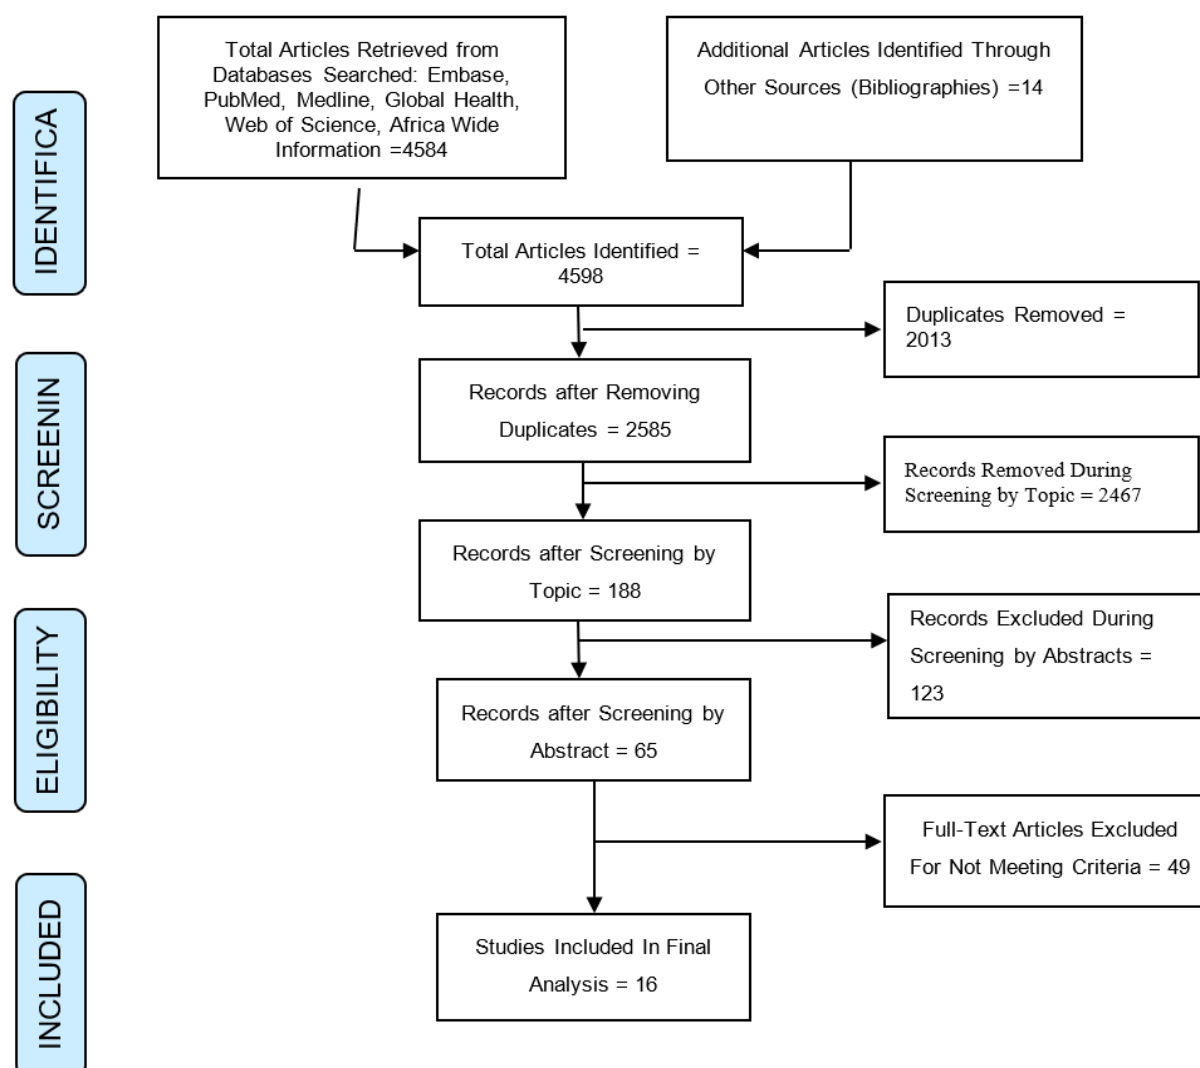 Total Articles Retrieved from
Databases Searched: Embase,
PubMed, Medline, Global Health,
Web of Science, Africa Wide
Information =4584
Additional Articles Identified Through
Other Sources (Bibliographies) =14
IDENTIFICA
Total Articles Identified =
4598
Duplicates Removed =
2013
SCREENIN
Records after Removing
Duplicates = 2585
Records Removed During
Screening by Topic = 2467
Records after Screening by
Topic = 188
ELIGIBILITY
Records Excluded During
Screening by Abstracts =
123
Records after Screening by
Abstract = 65
Full-Text Articles Excluded
For Not Meeting Criteria = 49
INCLUDED
Studies Included In Final
Analysis = 16